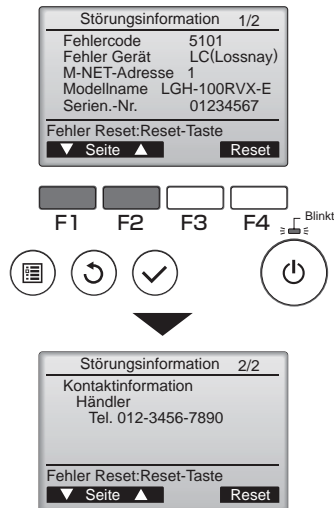 Störungsinformation 1/2
Fehlercode 5101
Fehler Gerät LC(Lossnay)
M-NET-Adresse 1
Modellname LGH-100RVX-E
Serien.-Nr. 01234567
Fehler Reset:Reset-Taste
▼ Seite ▲ Reset
F1 F2 F3 F4
Blinkt
Störungsinformation 2/2
Kontaktinformation
Händler
Tel. 012-3456-7890
Fehler Reset:Reset-Taste
▼ Seite ▲ Reset